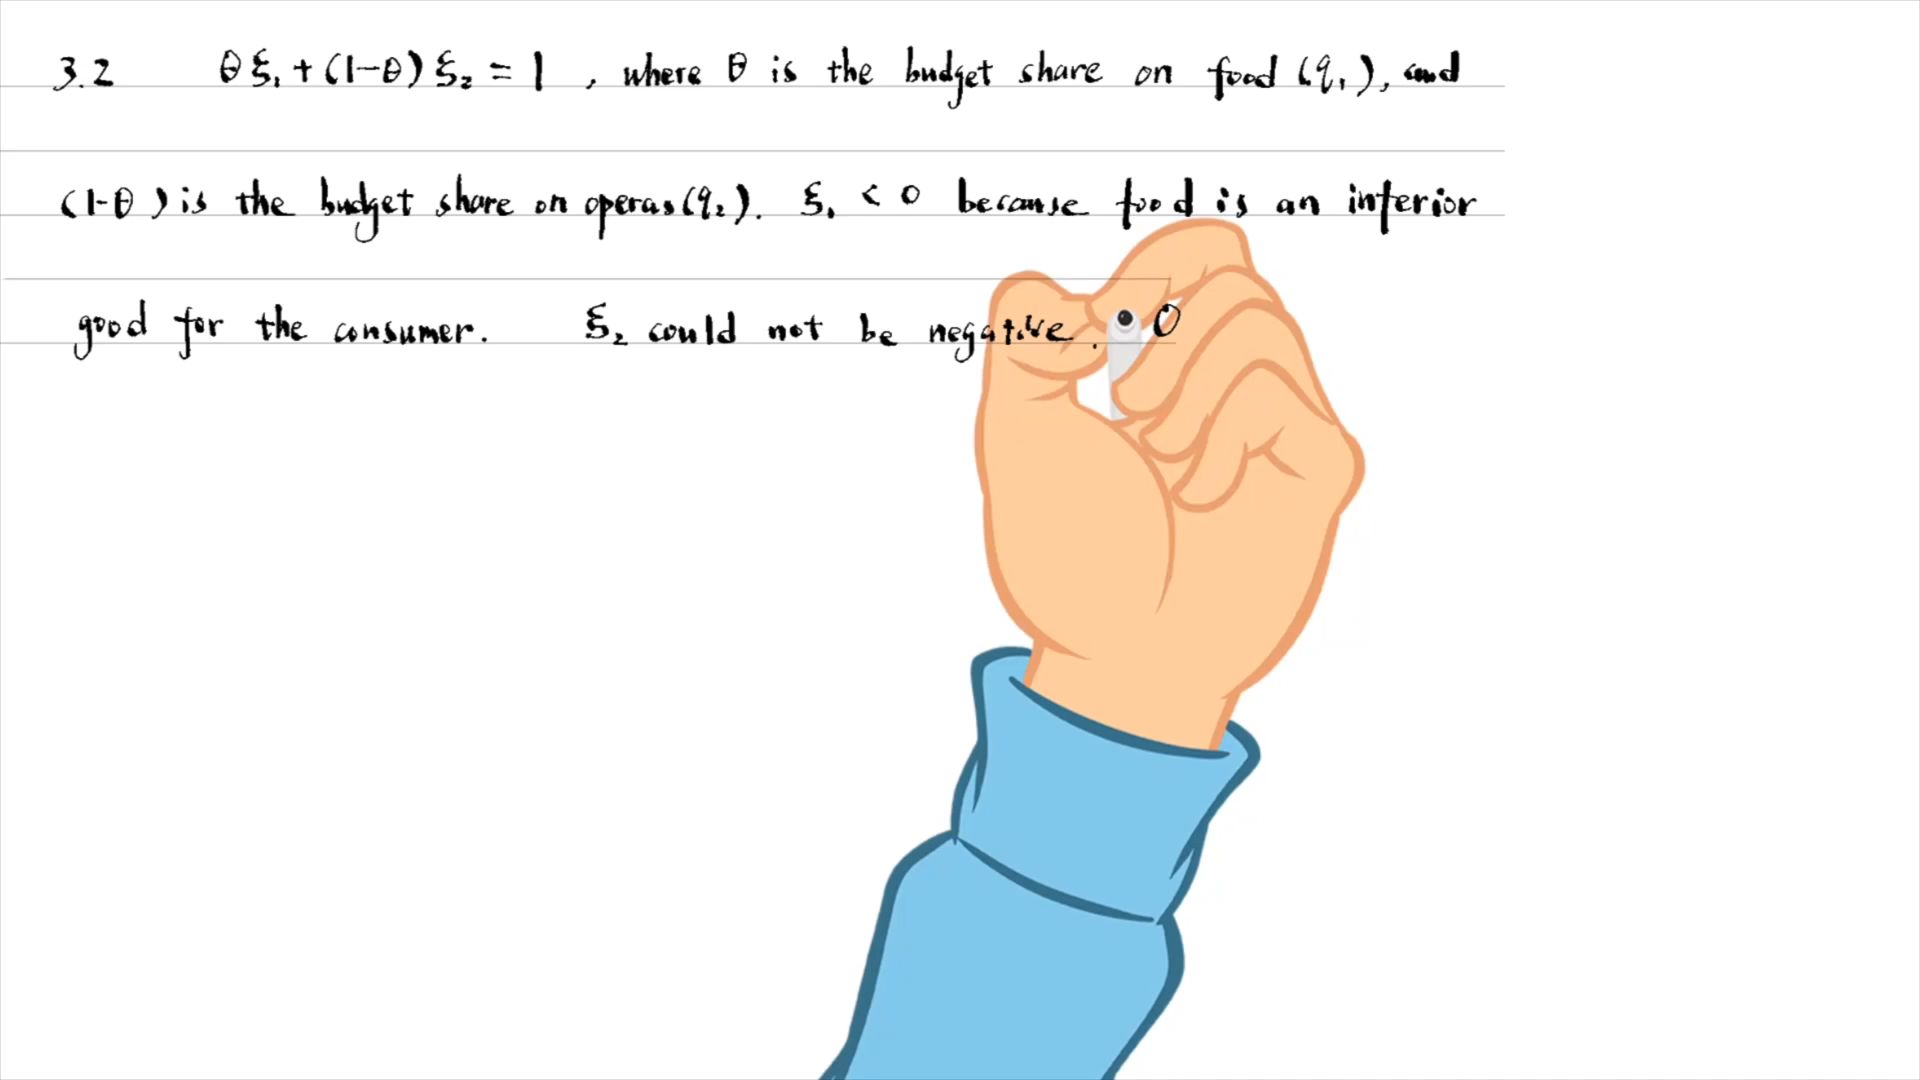 3.2 θξ₁ + (1-θ) ξ₂ = 1 , where θ is the budget share on food (q₁), and
(1-θ) is the budget share on operas (q₂). ξ₁ < 0 because food is an inferior
good for the consumer. ξ₂ could not be negative. O